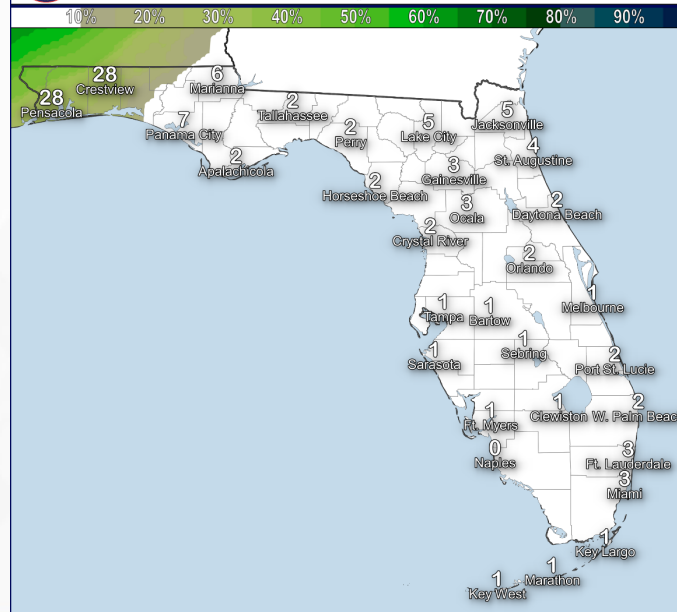 10% 20% 30% 40% 50% 60% 70% 80% 90%
28
Crestview
6
Marianna
28
Pensacola
2
Tallahassee
7
Panama City
2
Perry
5
Lake City
5
Jacksonville
4
St. Augustine
2
Apalachicola
3
Gainesville
2
Horseshoe Beach
3
Ocala
2
Daytona Beach
2
Crystal River
2
Orlando
1
Melbourne
1
Tampa
1
Bartow
1
Sarasota
1
Sebring
2
Port St. Lucie
1
Ft. Myers
1
Clewiston
2
W. Palm Beac
0
Naples
3
Ft. Lauderdale
3
Miami
1
Key Largo
1
Marathon
1
Key West